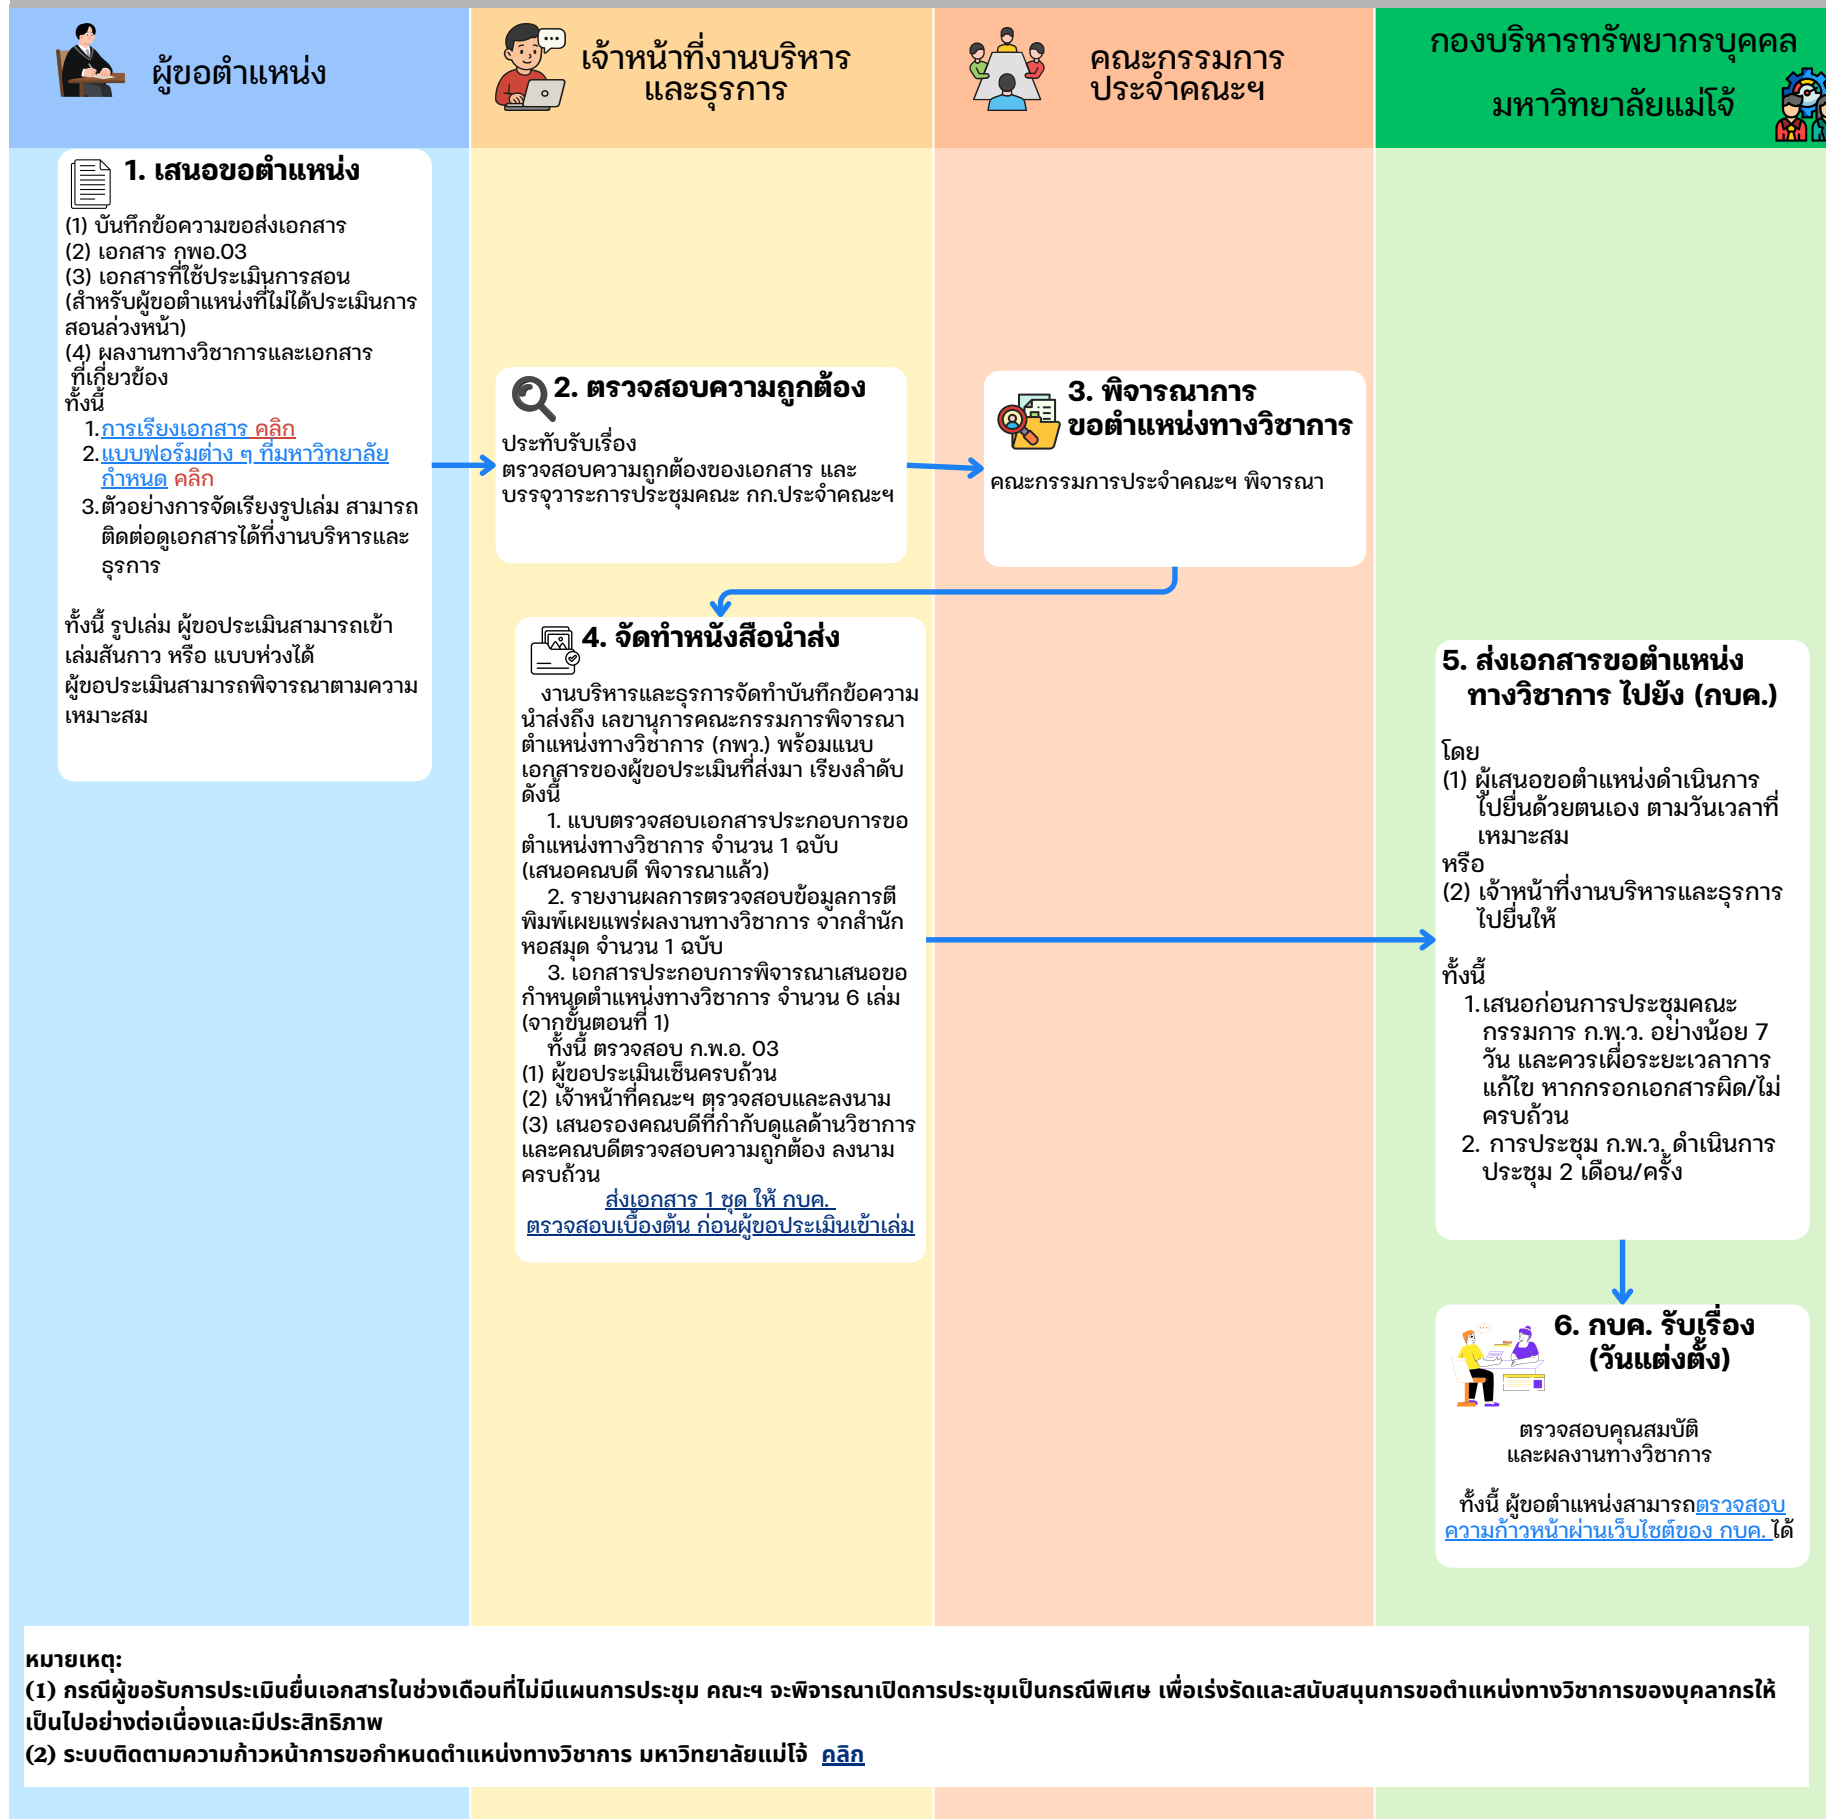 ผู้ขอตำแหน่ง
เจ้าหน้าที่งานบริหาร
และธุรการ
คณะกรรมการ
ประจำคณะฯ
กองบริหารทรัพยากรบุคคล
มหาวิทยาลัยแม่โจ้
1. เสนอขอตำแหน่ง
(1) บันทึกข้อความขอส่งเอกสาร
(2) เอกสาร กพอ.03
(3) เอกสารที่ใช้ประเมินการสอน
(สำหรับผู้ขอตำแหน่งที่ไม่ได้ประเมินการ
สอนล่วงหน้า)
(4) ผลงานทางวิชาการและเอกสาร
ที่เกี่ยวข้อง
ทั้งนี้
1. การเรียงเอกสาร คลิก
2. แบบฟอร์มต่าง ๆ ที่มหาวิทยาลัย
กำหนด คลิก
3. ตัวอย่างการจัดเรียงรูปเล่ม สามารถ
ติดต่อดูเอกสารได้ที่งานบริหารและ
ธุรการ
ทั้งนี้ รูปเล่ม ผู้ขอประเมินสามารถเข้า
เล่มสันกาว หรือ แบบห่วงได้
ผู้ขอประเมินสามารถพิจารณาตามความ
เหมาะสม
2. ตรวจสอบความถูกต้อง
ประทับรับเรื่อง
ตรวจสอบความถูกต้องของเอกสาร และ
บรรจุวาระการประชุมคณะ กก.ประจำคณะฯ
3. พิจารณาการ
ขอตำแหน่งทางวิชาการ
คณะกรรมการประจำคณะฯ พิจารณา
4. จัดทำหนังสือนำส่ง
งานบริหารและธุรการจัดทำบันทึกข้อความ
นำส่งถึง เลขานุการคณะกรรมการพิจารณา
ตำแหน่งทางวิชาการ (กพว.) พร้อมแนบ
เอกสารของผู้ขอประเมินที่ส่งมา เรียงลำดับ
ดังนี้
1. แบบตรวจสอบเอกสารประกอบการขอ
ตำแหน่งทางวิชาการ จำนวน 1 ฉบับ
(เสนอคณบดี พิจารณาแล้ว)
2. รายงานผลการตรวจสอบข้อมูลการตี
พิมพ์เผยแพร่ผลงานทางวิชาการ จากสำนัก
หอสมุด จำนวน 1 ฉบับ
3. เอกสารประกอบการพิจารณาเสนอขอ
กำหนดตำแหน่งทางวิชาการ จำนวน 6 เล่ม
(จากขั้นตอนที่ 1)
ทั้งนี้ ตรวจสอบ ก.พ.อ. 03
(1) ผู้ขอประเมินเซ็นครบถ้วน
(2) เจ้าหน้าที่คณะฯ ตรวจสอบและลงนาม
(3) เสนอรองคณบดีที่กำกับดูแลด้านวิชาการ
และคณบดีตรวจสอบความถูกต้อง ลงนาม
ครบถ้วน
ส่งเอกสาร 1 ชุด ให้ กบค.
ตรวจสอบเบื้องต้น ก่อนผู้ขอประเมินเข้าเล่ม
5. ส่งเอกสารขอตำแหน่ง
ทางวิชาการ ไปยัง (กบค.)
โดย
(1) ผู้เสนอขอตำแหน่งดำเนินการ
ไปยื่นด้วยตนเอง ตามวันเวลาที่
เหมาะสม
หรือ
(2) เจ้าหน้าที่งานบริหารและธุรการ
ไปยื่นให้
ทั้งนี้
1. เสนอก่อนการประชุมคณะ
กรรมการ ก.พ.ว. อย่างน้อย 7
วัน และควรเผื่อระยะเวลาการ
แก้ไข หากกรอกเอกสารผิด/ไม่
ครบถ้วน
2. การประชุม ก.พ.ว. ดำเนินการ
ประชุม 2 เดือน/ครั้ง
6. กบค. รับเรื่อง
(วันแต่งตั้ง)
ตรวจสอบคุณสมบัติ
และผลงานทางวิชาการ
ทั้งนี้ ผู้ขอตำแหน่งสามารถตรวจสอบ
ความก้าวหน้าผ่านเว็บไซต์ของ กบค. ได้
หมายเหตุ:
(1) กรณีผู้ขอรับการประเมินยื่นเอกสารในช่วงเดือนที่ไม่มีแผนการประชุม คณะฯ จะพิจารณาเปิดการประชุมเป็นกรณีพิเศษ เพื่อเร่งรัดและสนับสนุนการขอตำแหน่งทางวิชาการของบุคลากรให้
เป็นไปอย่างต่อเนื่องและมีประสิทธิภาพ
(2) ระบบติดตามความก้าวหน้าการขอกำหนดตำแหน่งทางวิชาการ มหาวิทยาลัยแม่โจ้ คลิก